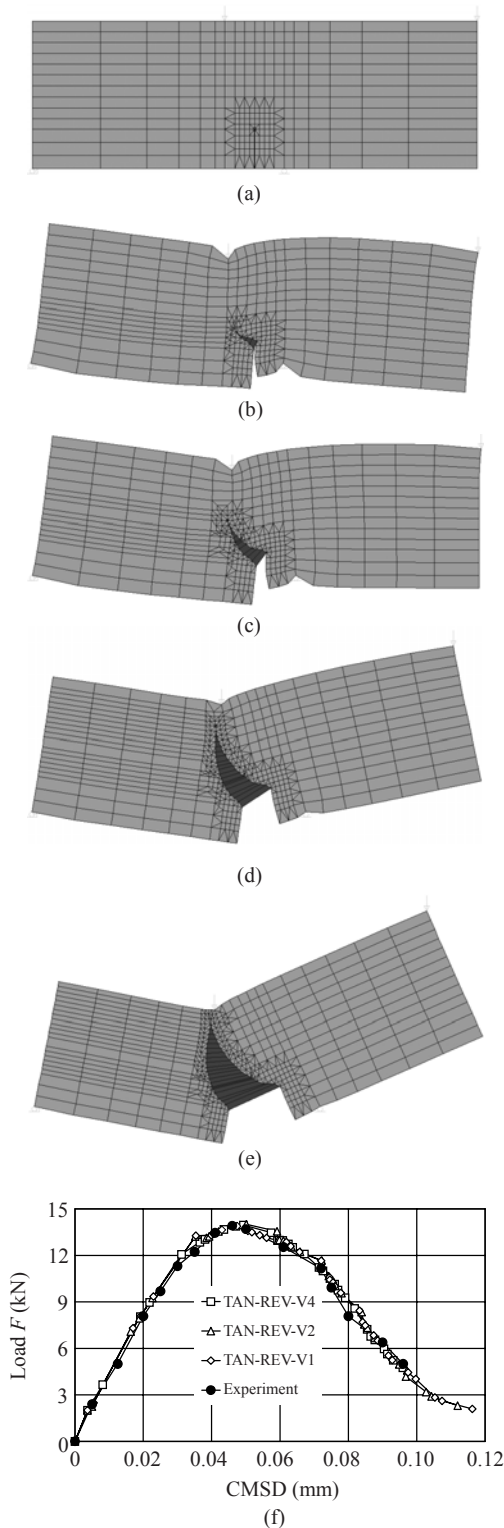 (a)
(b)
(c)
(d)
(e)
15
12
9
6
3
0
Load F (kN)
TAN-REV-V4
TAN-REV-V2
TAN-REV-V1
Experiment
0 0.02 0.04 0.06 0.08 0.10 0.12
CMSD (mm)
(f)